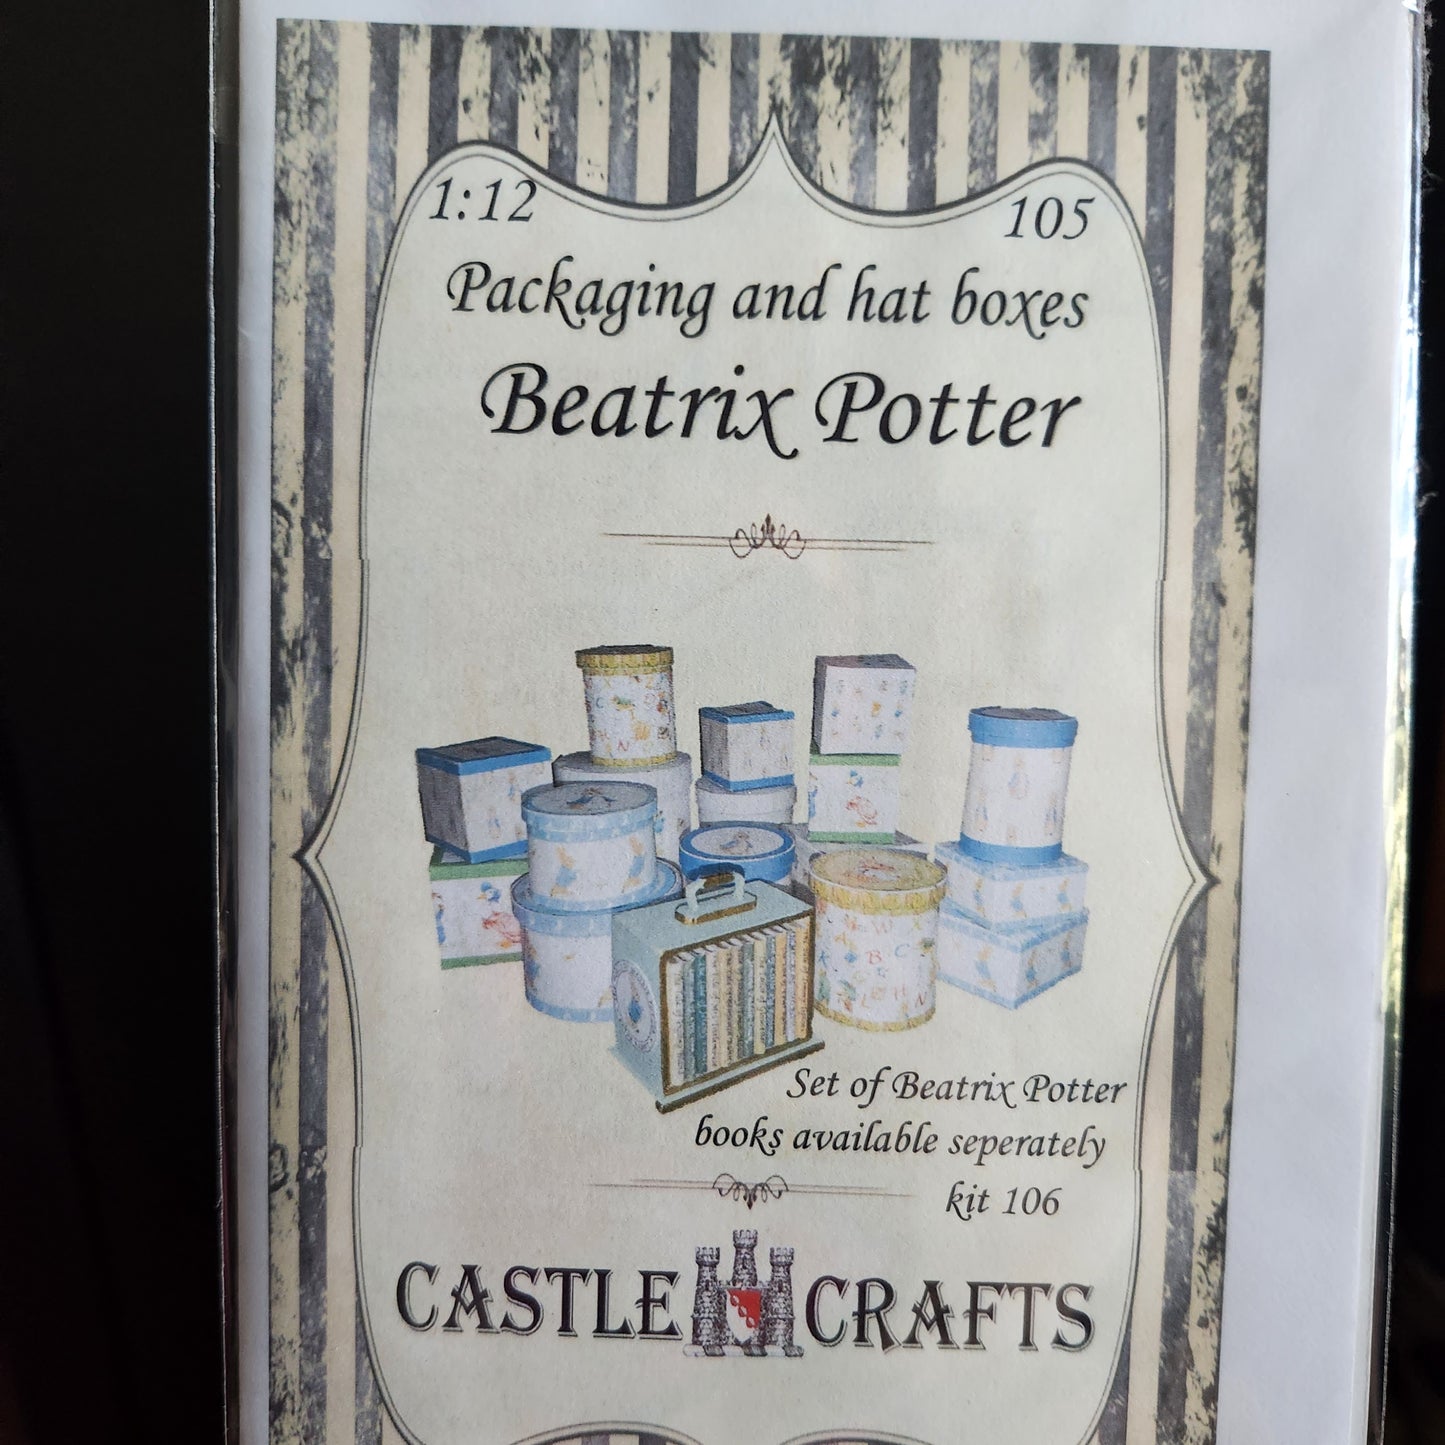 1:12 105
Packaging and hat boxes
Beatrix Potter
Set of Beatrix Potter
books available seperately
kit 106
CASTLE CRAFTS